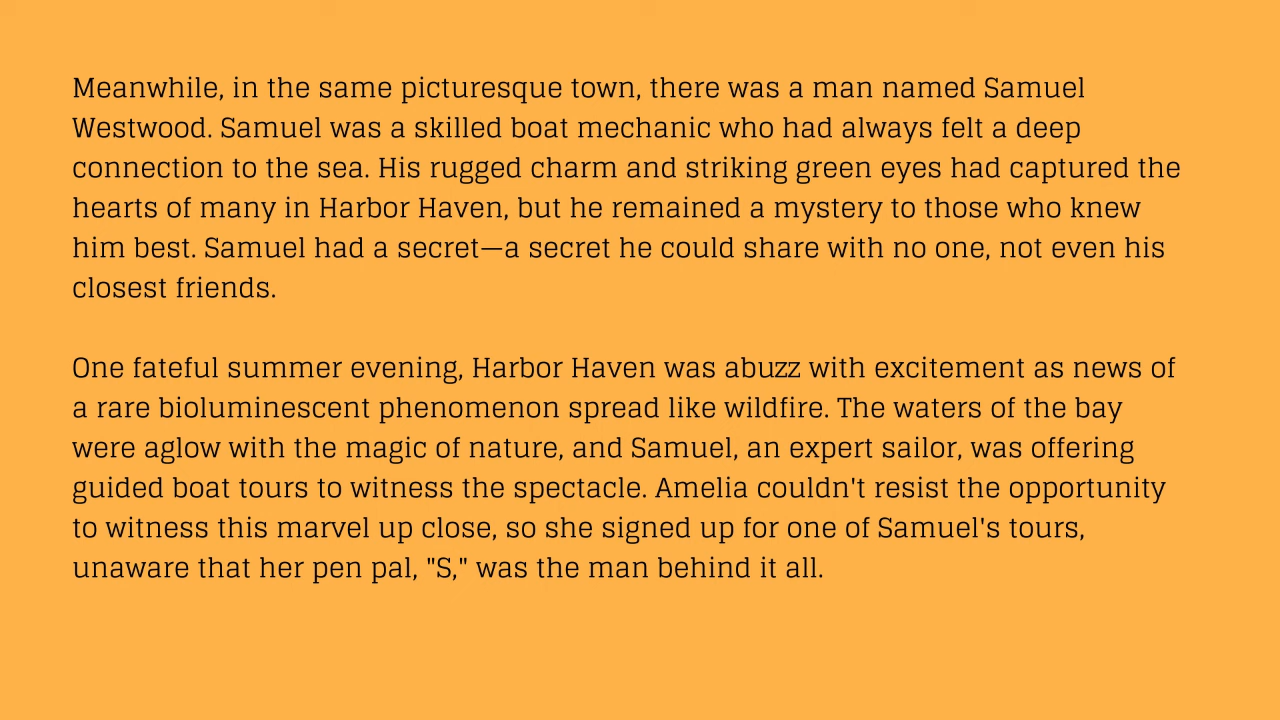 Meanwhile, in the same picturesque town, there was a man named Samuel
Westwood. Samuel was a skilled boat mechanic who had always felt a deep
connection to the sea. His rugged charm and striking green eyes had captured the
hearts of many in Harbor Haven, but he remained a mystery to those who knew
him best. Samuel had a secret—a secret he could share with no one, not even his
closest friends.
One fateful summer evening, Harbor Haven was abuzz with excitement as news of
a rare bioluminescent phenomenon spread like wildfire. The waters of the bay
were aglow with the magic of nature, and Samuel, an expert sailor, was offering
guided boat tours to witness the spectacle. Amelia couldn't resist the opportunity
to witness this marvel up close, so she signed up for one of Samuel's tours,
unaware that her pen pal, "S," was the man behind it all.